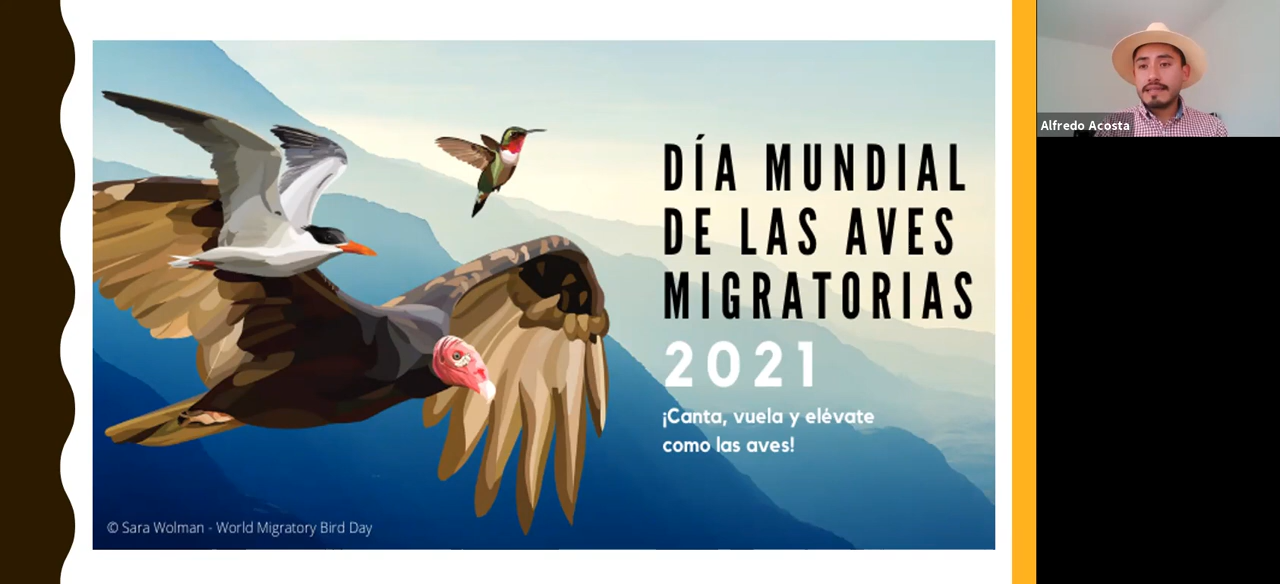 DÍA MUNDIAL
DE LAS AVES
MIGRATORIAS
2021
¡Canta, vuela y elévate
como las aves!
© Sara Wolman - World Migratory Bird Day
Alfredo Acosta